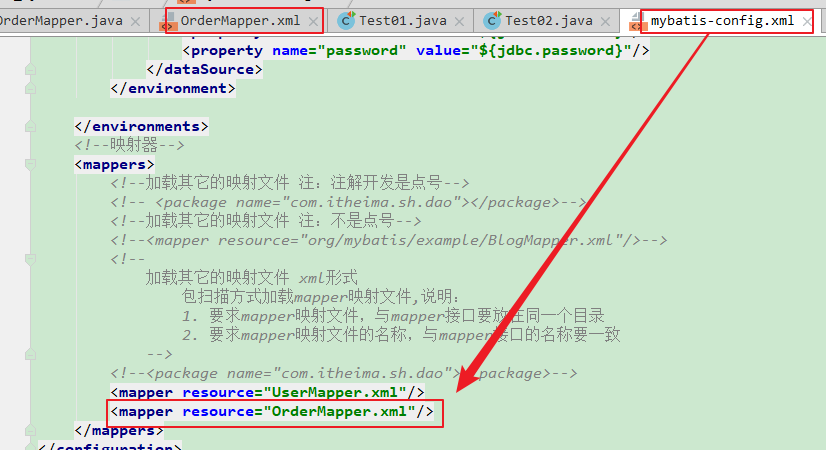 OrderMapper.java OrderMapper.xml Test01.java Test02.java mybatis-config.xml
<property name="password" value="${jdbc.password}"/>
</dataSource>
</environment>
</environments>
<!--映射器-->
<mappers>
<!--加载其它的映射文件 注：注解开发是点号-->
<!-- <package name="com.itheima.sh.dao"></package>-->
<!--加载其它的映射文件 注：不是点号-->
<!--<mapper resource="org/mybatis/example/BlogMapper.xml"/>-->
<!--
加载其它的映射文件 xml形式
包扫描方式加载mapper映射文件,说明：
1. 要求mapper映射文件，与mapper接口要放在同一个目录
2. 要求mapper映射文件的名称，与mapper接口的名称要一致
-->
<!--<package name="com.itheima.sh.dao"></package>-->
<mapper resource="UserMapper.xml"/>
<mapper resource="OrderMapper.xml"/>
</mappers>
</configuration>